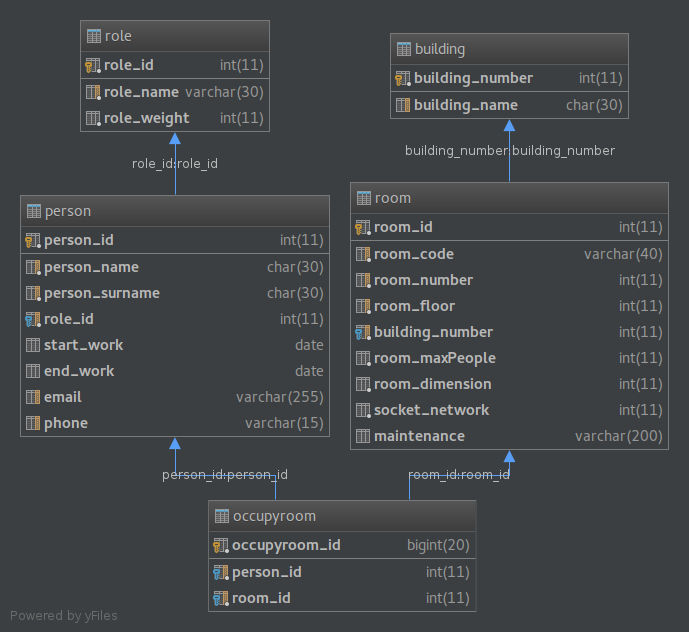 role
role_id int(11)
role_name varchar(30)
role_weight int(11)
building
building_number int(11)
building_name char(30)
role_id:role_id
building_number:building_number
person
person_id int(11)
person_name char(30)
person_surname char(30)
role_id int(11)
start_work date
end_work date
email varchar(255)
phone varchar(15)
room
room_id int(11)
room_code varchar(40)
room_number int(11)
room_floor int(11)
building_number int(11)
room_maxPeople int(11)
room_dimension int(11)
socket_network int(11)
maintenance varchar(200)
person_id:person_id
room_id:room_id
occupyroom
occupyroom_id bigint(20)
person_id int(11)
room_id int(11)
Powered by yFiles